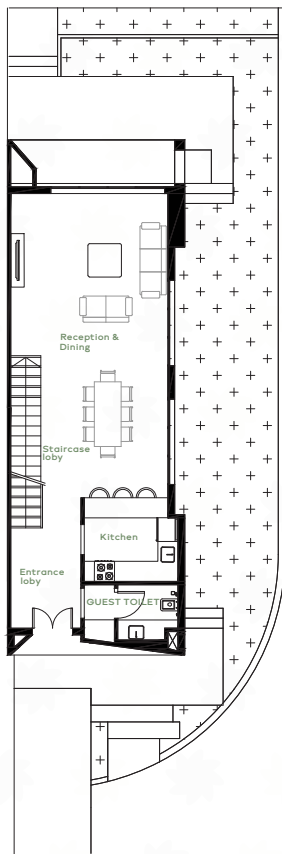 Reception &
Dining
Staircase
loby
Kitchen
Entrance
loby
GUEST TOILET